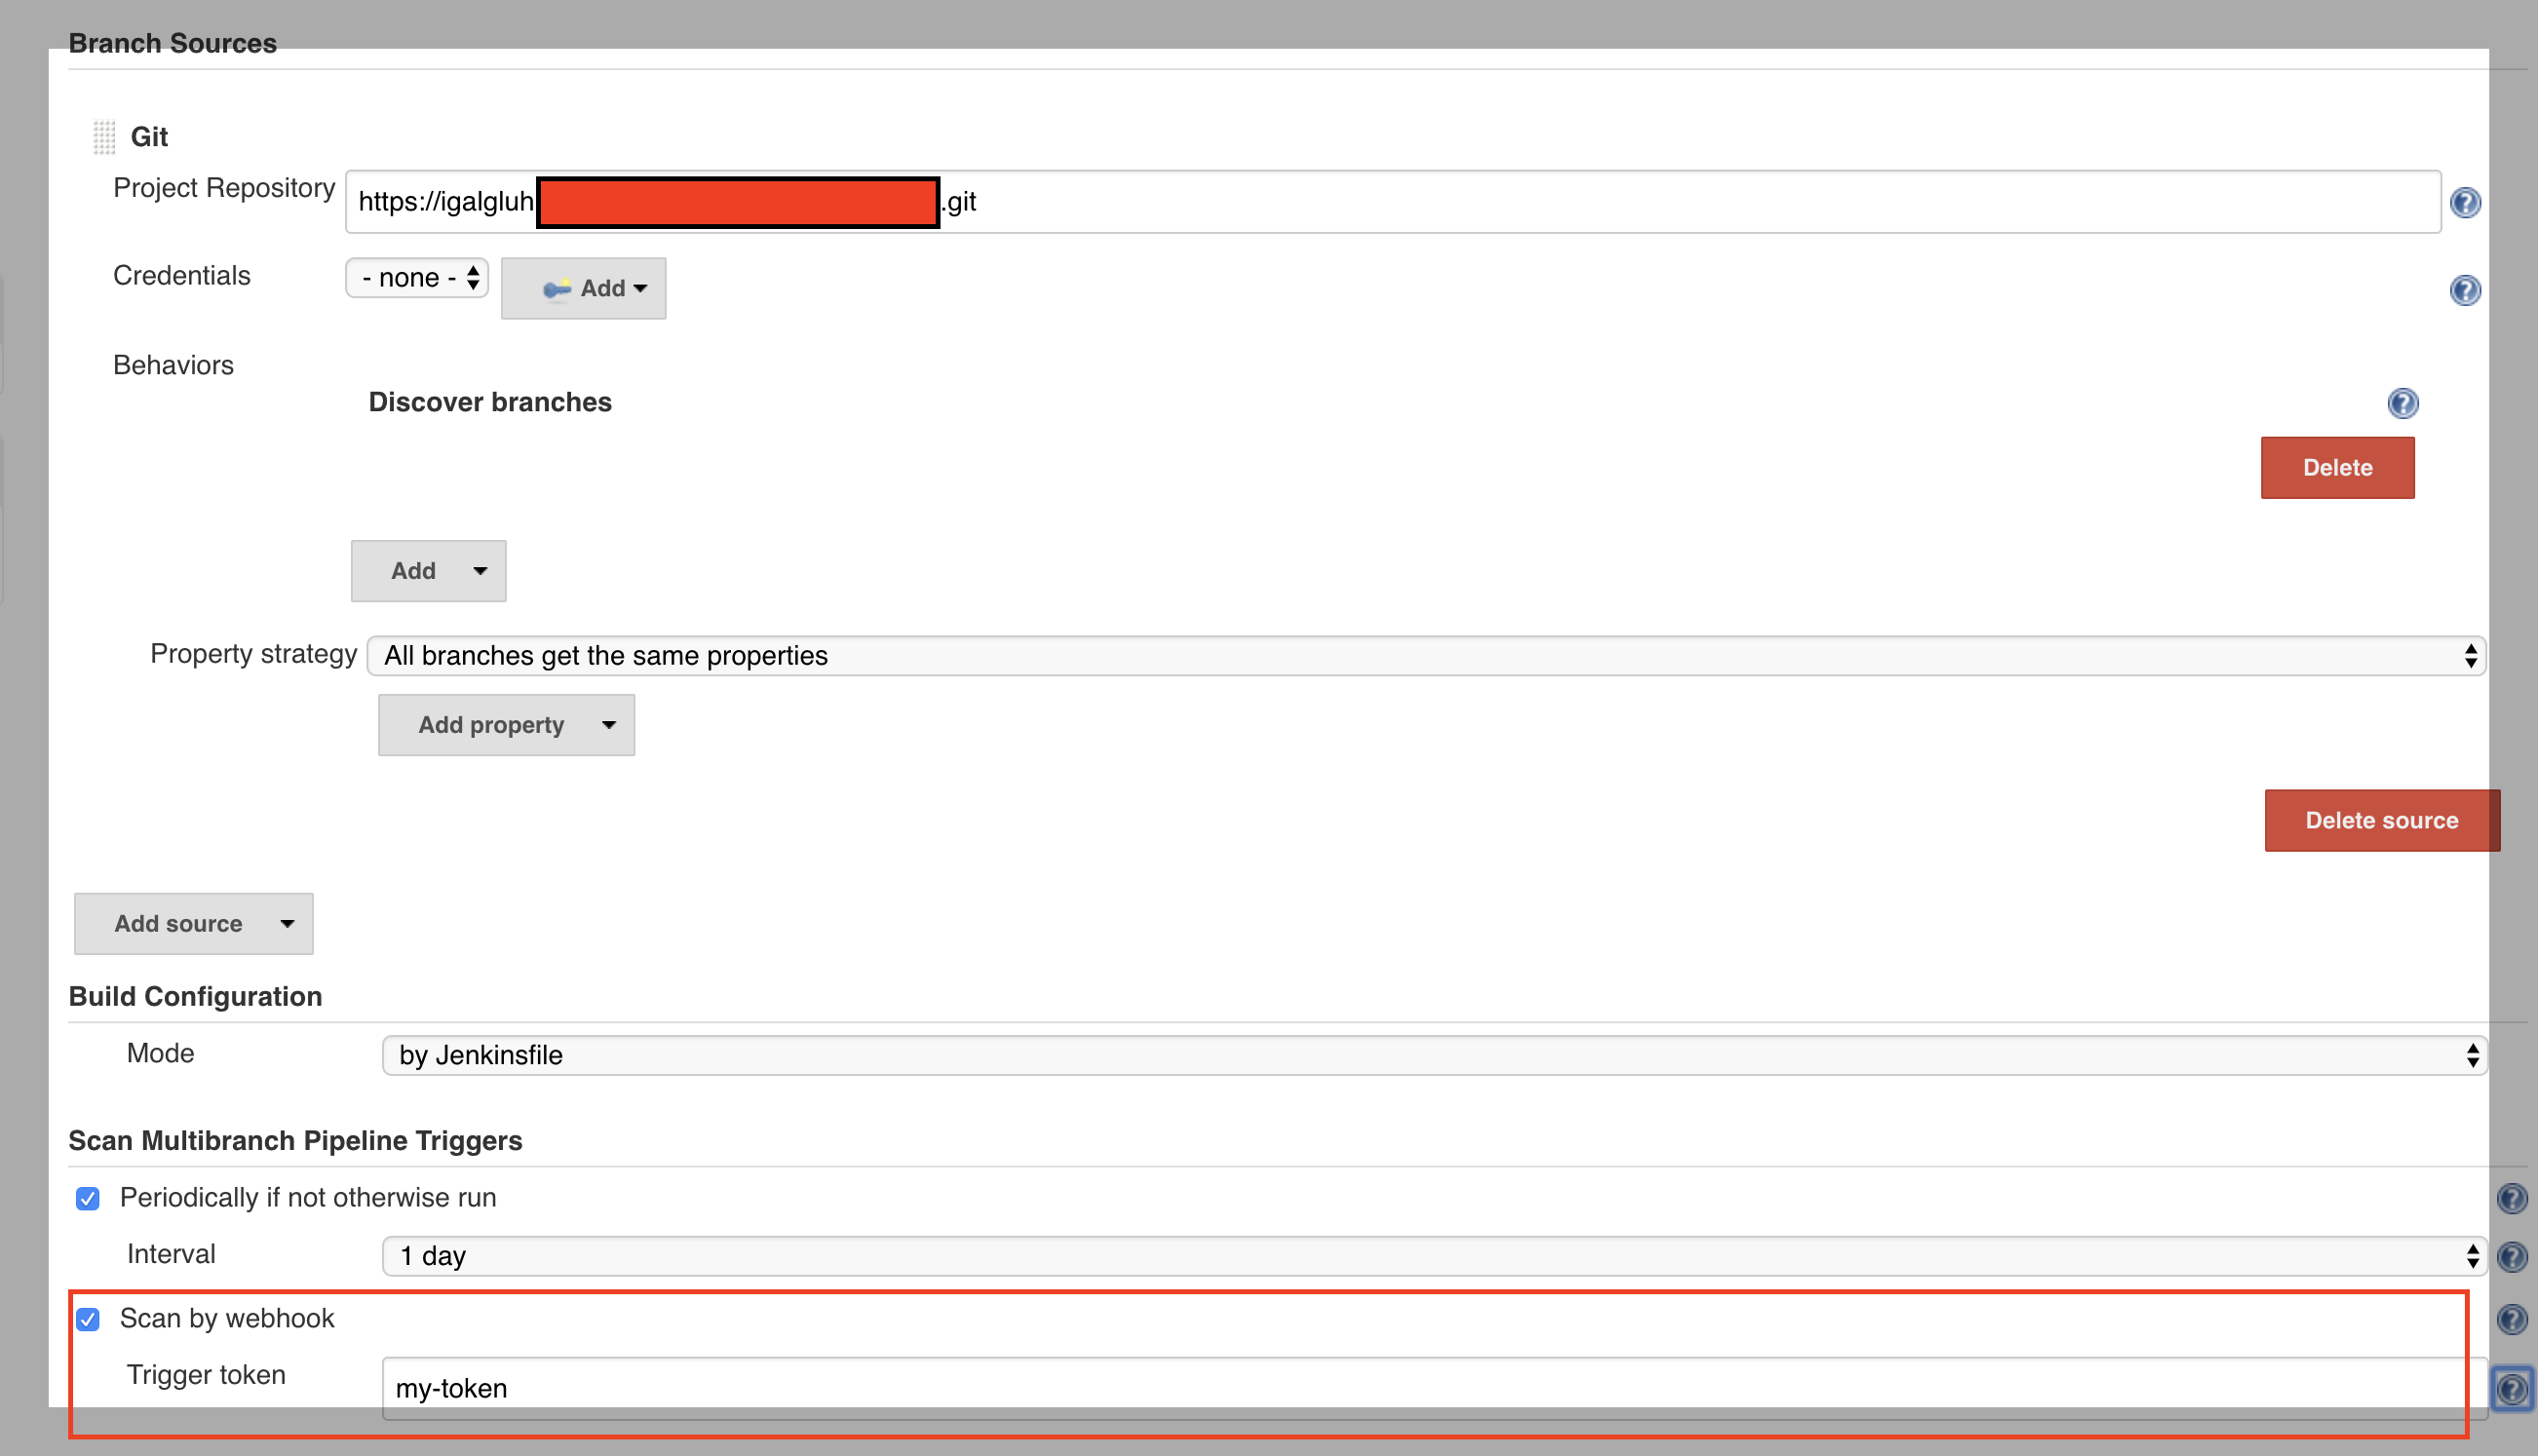 Branch Sources
Git
Project Repository https://igalgluh .git
Credentials - none - Add
Behaviors
Discover branches
Delete
Add
Property strategy All branches get the same properties
Add property
Delete source
Add source
Build Configuration
Mode by Jenkinsfile
Scan Multibranch Pipeline Triggers
Periodically if not otherwise run
Interval 1 day
Scan by webhook
Trigger token my-token